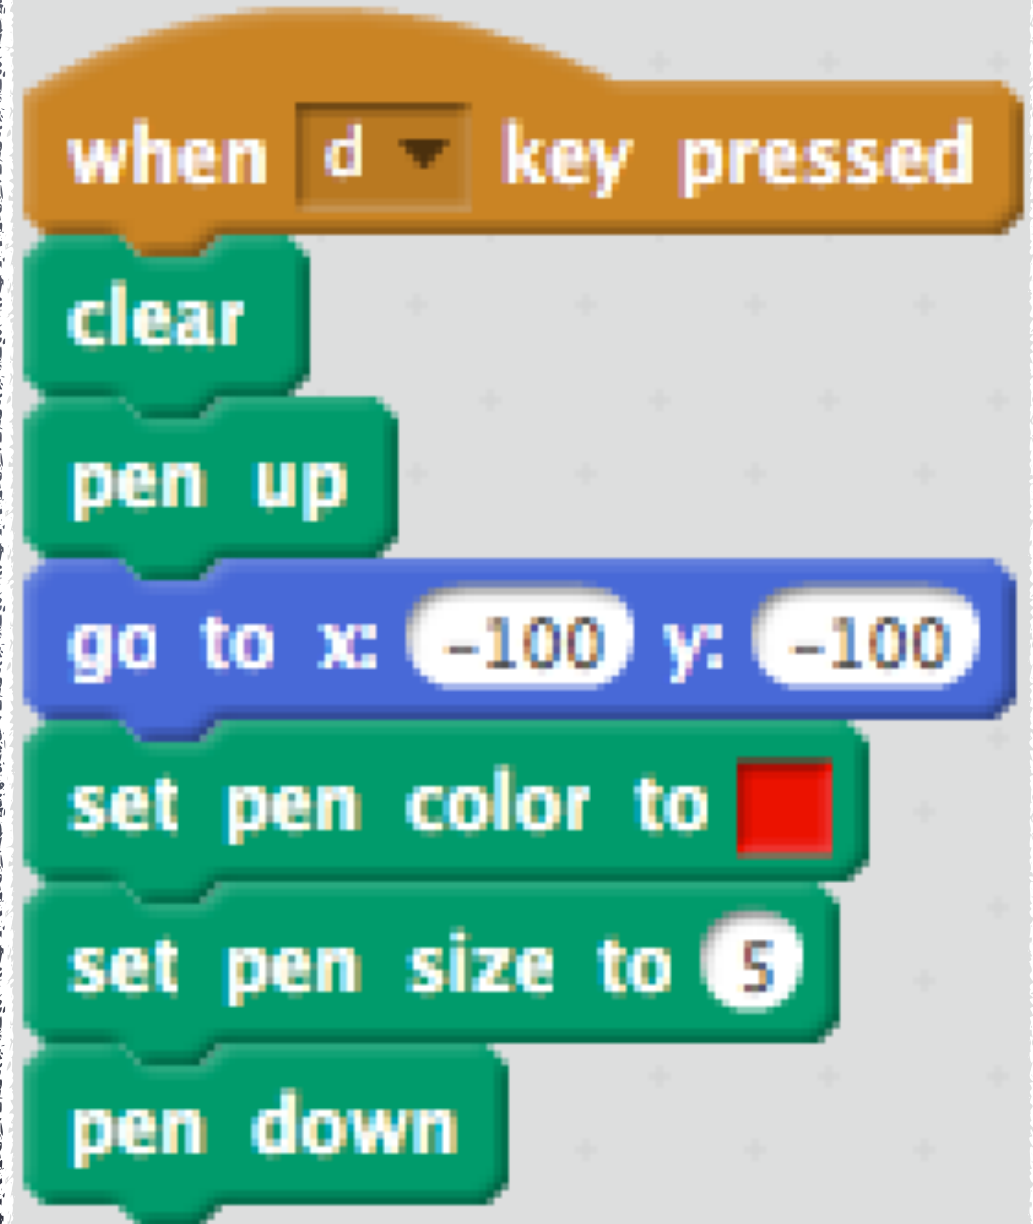 when d key pressed
clear
pen up
go to x: -100 y: -100
set pen color to
set pen size to 5
pen down